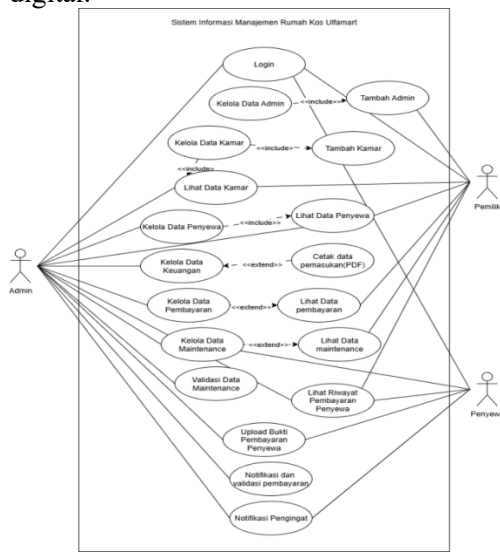 digital.
Sistem Informasi Manajemen Rumah Kos Ulfamart
Login
Kelola Data Admin
<<include>>
Tambah Admin
Kelola Data Kamar
<<include>
Tambah Kamar
<<include>
Lihat Data Kamar
Kelola Data Penyewa
<<include>>
Lihat Data Penyewa
Kelola Data
Keuangan
<<extend>>
Cetak data
pemasukan(PDF)
Kelola Data
Pembayaran
<<extend>>
Lihat Data
pembayaran
Kelola Data
Maintenance
<<extend>>
Lihat Data
maintenance
Validasi Data
Maintenance
Lihat Riwayat
Pembayaran
Penyewa
Upload Bukti
Pembayaran
Penyewa
Notifikasi dan
validasi pembayaran
Notifikasi Pengingat
Admin
Pemilik
Penyew